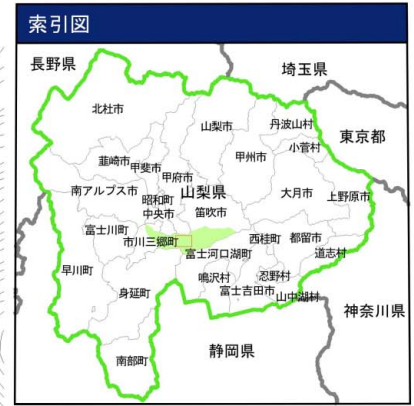 索引図
長野県
埼玉県
北杜市
山梨市
丹波山村
東京都
小菅村
韮崎市
甲斐市
甲府市
甲州市
南アルプス市
昭和町
山梨県
大月市
上野原市
中央市
笛吹市
富士川町
市川三郷町
西桂町
都留市
富士河口湖町
道志村
早川町
鳴沢村
忍野村
身延町
富士吉田市
山中湖村
神奈川県
静岡県
南部町